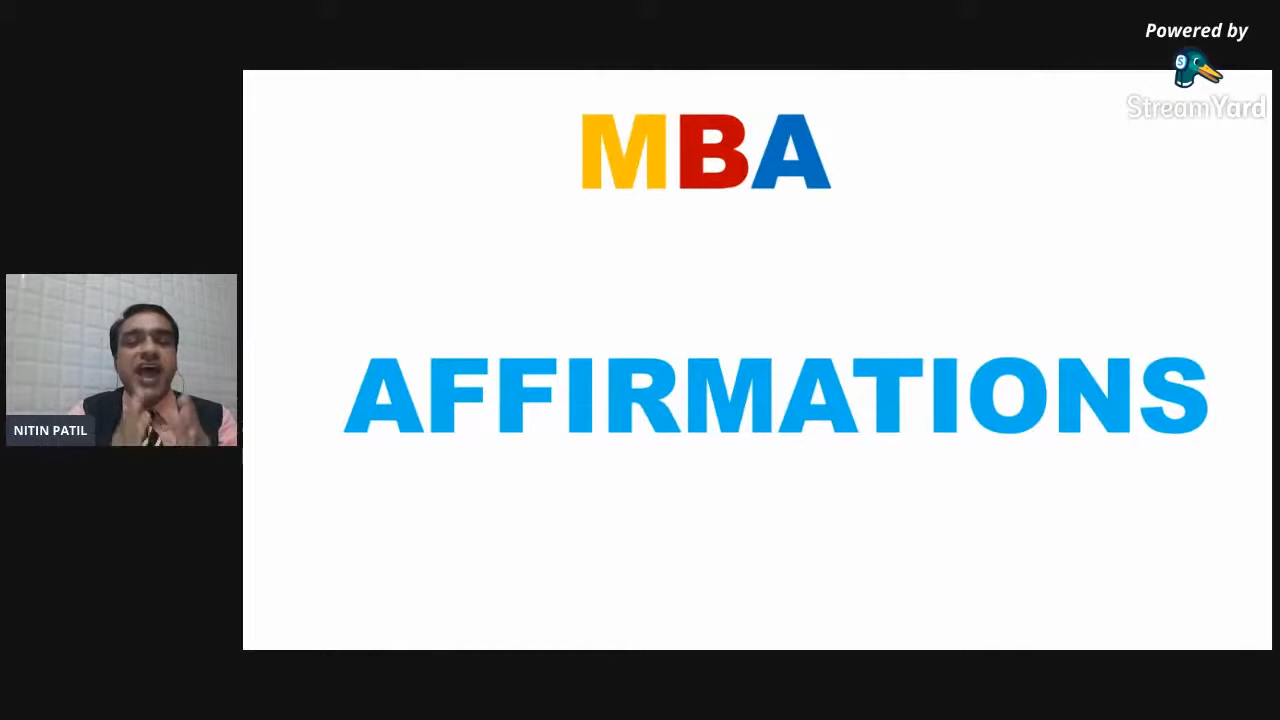 Powered by
StreamYard
MBA
AFFIRMATIONS
NITIN PATIL